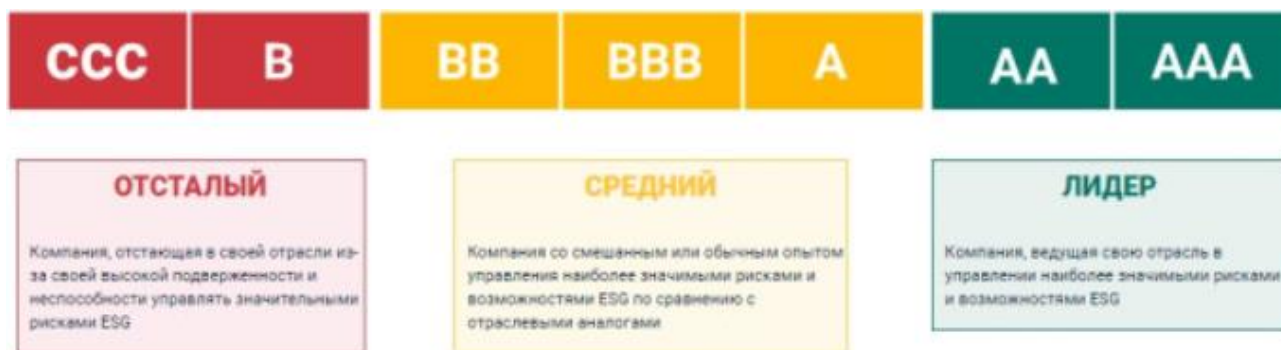 CCC B BB BBB A AA AAA
ОТСТАЛЫЙ
Компания, отстающая в своей отрасли из-
за своей высокой подверженности и
неспособности управлять значительными
рисками ESG
СРЕДНИЙ
Компания со смешанным или обычным опытом
управления наиболее значимыми рисками и
возможностями ESG по сравнению с
отраслевыми аналогами
ЛИДЕР
Компания, ведущая свою отрасль в
управлении наиболее значимыми рисками
и возможностями ESG